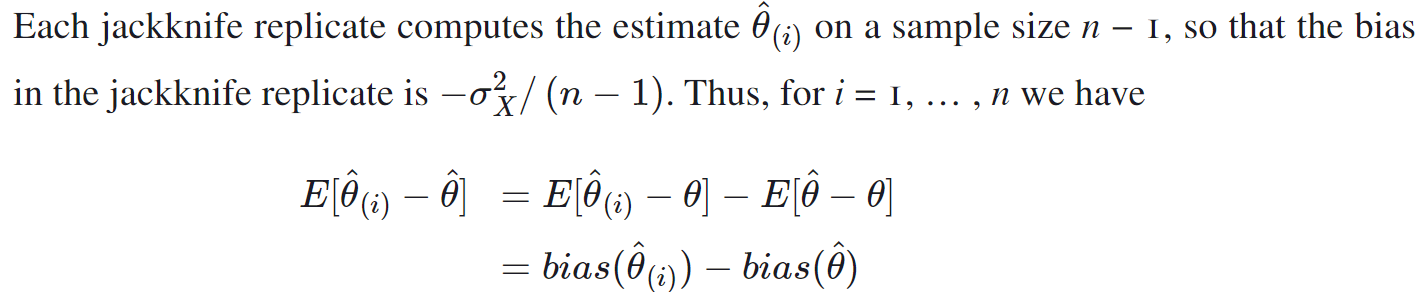 Each jackknife replicate computes the estimate θ̂₍ᵢ₎ on a sample size n − 1, so that the bias
in the jackknife replicate is −σ²_X/ (n − 1). Thus, for i = 1, … , n we have
E[θ̂₍ᵢ₎ − θ̂] = E[θ̂₍ᵢ₎ − θ] − E[θ̂ − θ]
= bias(θ̂₍ᵢ₎) − bias(θ̂)